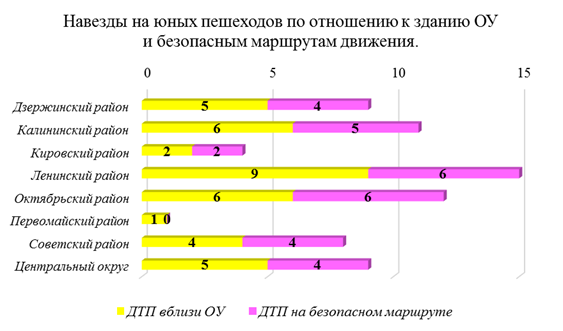 Навезды на юных пешеходов по отношению к зданию ОУ
и безопасным маршрутам движения.
0 5 10 15
Дзержинский район 5 4
Калининский район 6 5
Кировский район 2 2
Ленинский район 9 6
Октябрьский район 6 6
Первомайский район 1 0
Советский район 4 4
Центральный округ 5 4
ДТП вблизи ОУ ДТП на безопасном маршруте